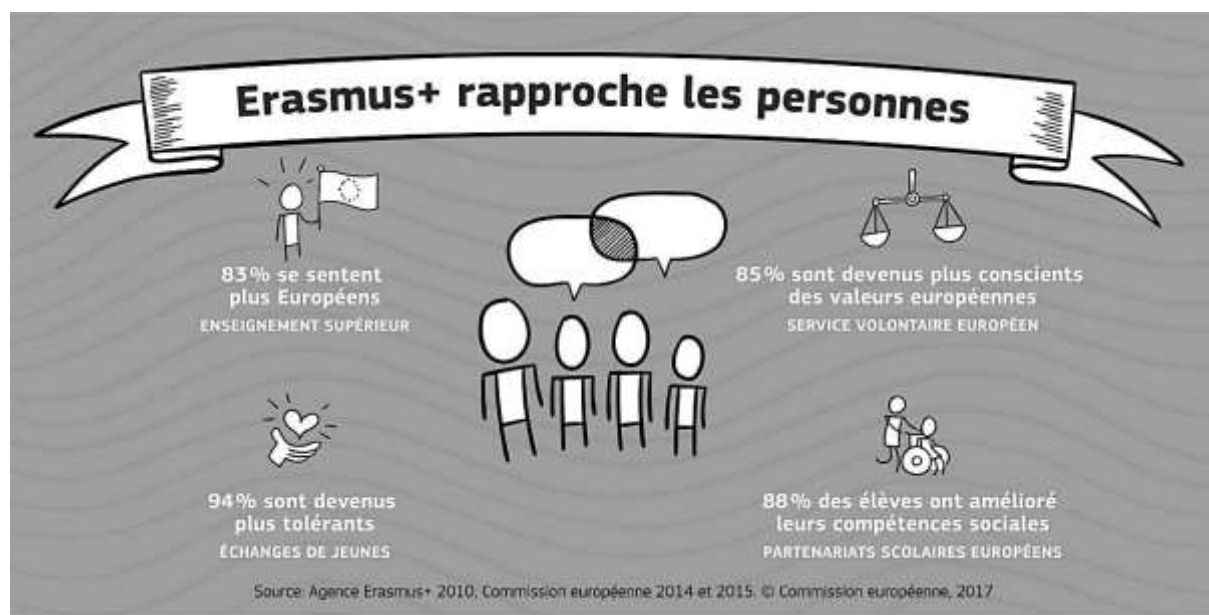 Erasmus+ rapproche les personnes
83% se sentent
plus Européens
ENSEIGNEMENT SUPÉRIEUR
85% sont devenus plus conscients
des valeurs européennes
SERVICE VOLONTAIRE EUROPÉEN
94% sont devenus
plus tolérants
ÉCHANGES DE JEUNES
88% des élèves ont amélioré
leurs compétences sociales
PARTENARIATS SCOLAIRES EUROPÉENS
Source: Agence Erasmus+ 2010, Commission européenne 2014 et 2015. © Commission européenne, 2017